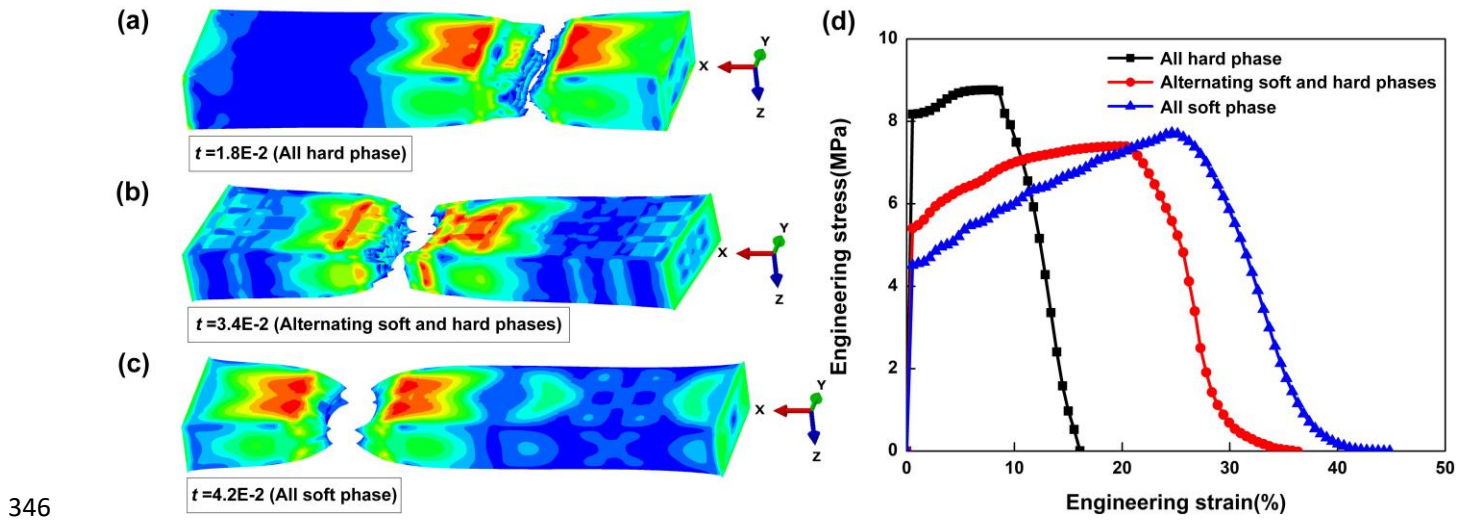 (a)
X
Y
Z
t =1.8E-2 (All hard phase)
(b)
X
Y
Z
t =3.4E-2 (Alternating soft and hard phases)
(c)
X
Y
Z
t =4.2E-2 (All soft phase)
346
(d)
10
8
6
4
2
0
Engineering stress(MPa)
All hard phase
Alternating soft and hard phases
All soft phase
0 10 20 30 40 50
Engineering strain(%)